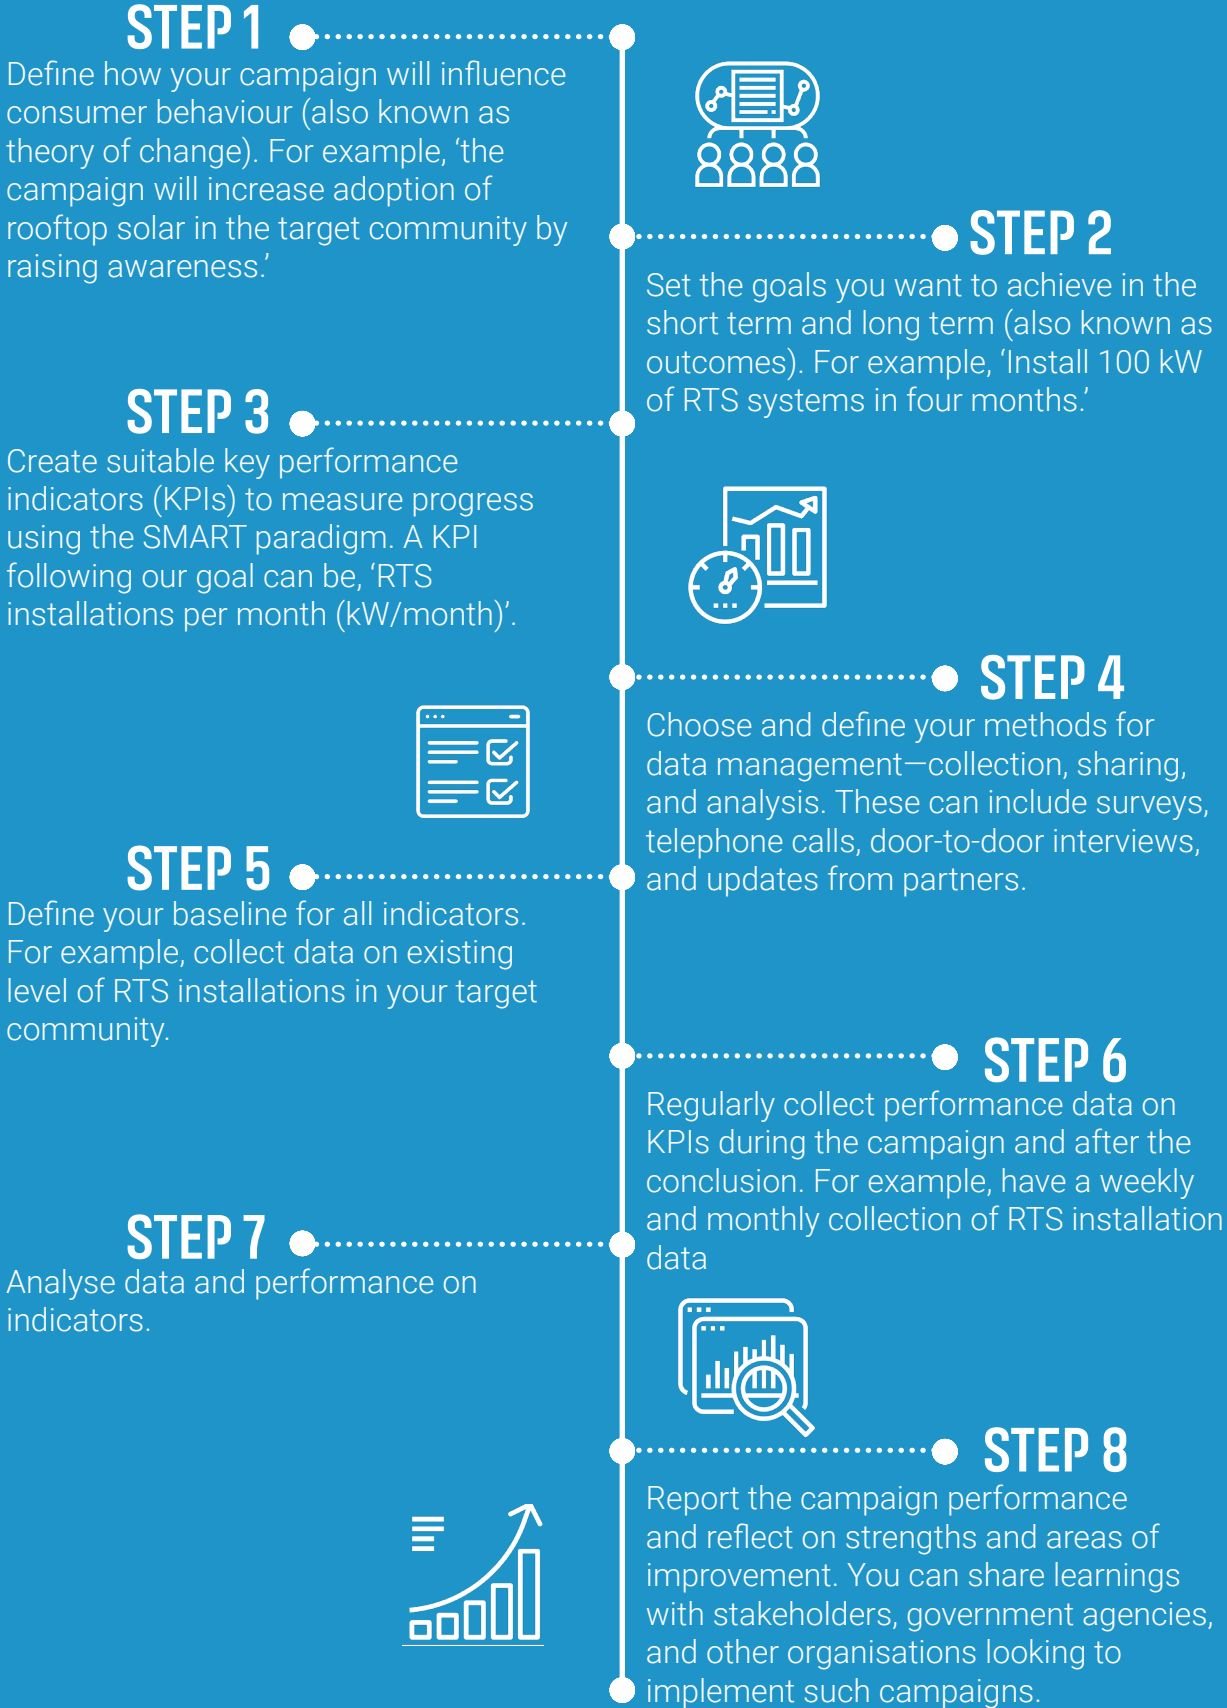 STEP 1
Define how your campaign will influence
consumer behaviour (also known as
theory of change). For example, ‘the
campaign will increase adoption of
rooftop solar in the target community by
raising awareness.’
STEP 2
Set the goals you want to achieve in the
short term and long term (also known as
outcomes). For example, ‘Install 100 kW
of RTS systems in four months.’
STEP 3
Create suitable key performance
indicators (KPIs) to measure progress
using the SMART paradigm. A KPI
following our goal can be, ‘RTS
installations per month (kW/month)’.
STEP 4
Choose and define your methods for
data management—collection, sharing,
and analysis. These can include surveys,
telephone calls, door-to-door interviews,
and updates from partners.
STEP 5
Define your baseline for all indicators.
For example, collect data on existing
level of RTS installations in your target
community.
STEP 6
Regularly collect performance data on
KPIs during the campaign and after the
conclusion. For example, have a weekly
and monthly collection of RTS installation
data
STEP 7
Analyse data and performance on
indicators.
STEP 8
Report the campaign performance
and reflect on strengths and areas of
improvement. You can share learnings
with stakeholders, government agencies,
and other organisations looking to
implement such campaigns.